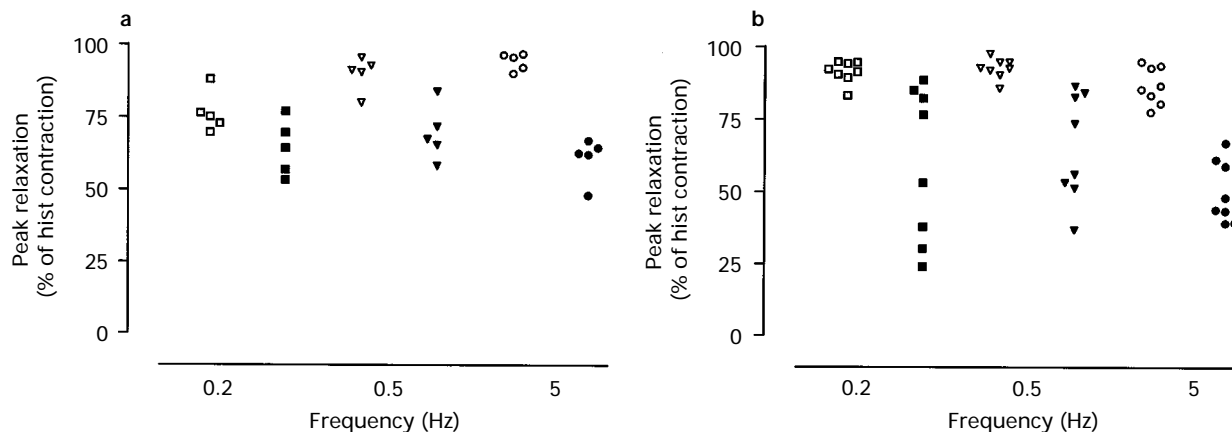 a
100
75
50
25
0
Peak relaxation
(% of hist contraction)
0.2
0.5
5
Frequency (Hz)
b
100
75
50
25
0
Peak relaxation
(% of hist contraction)
0.2
0.5
5
Frequency (Hz)